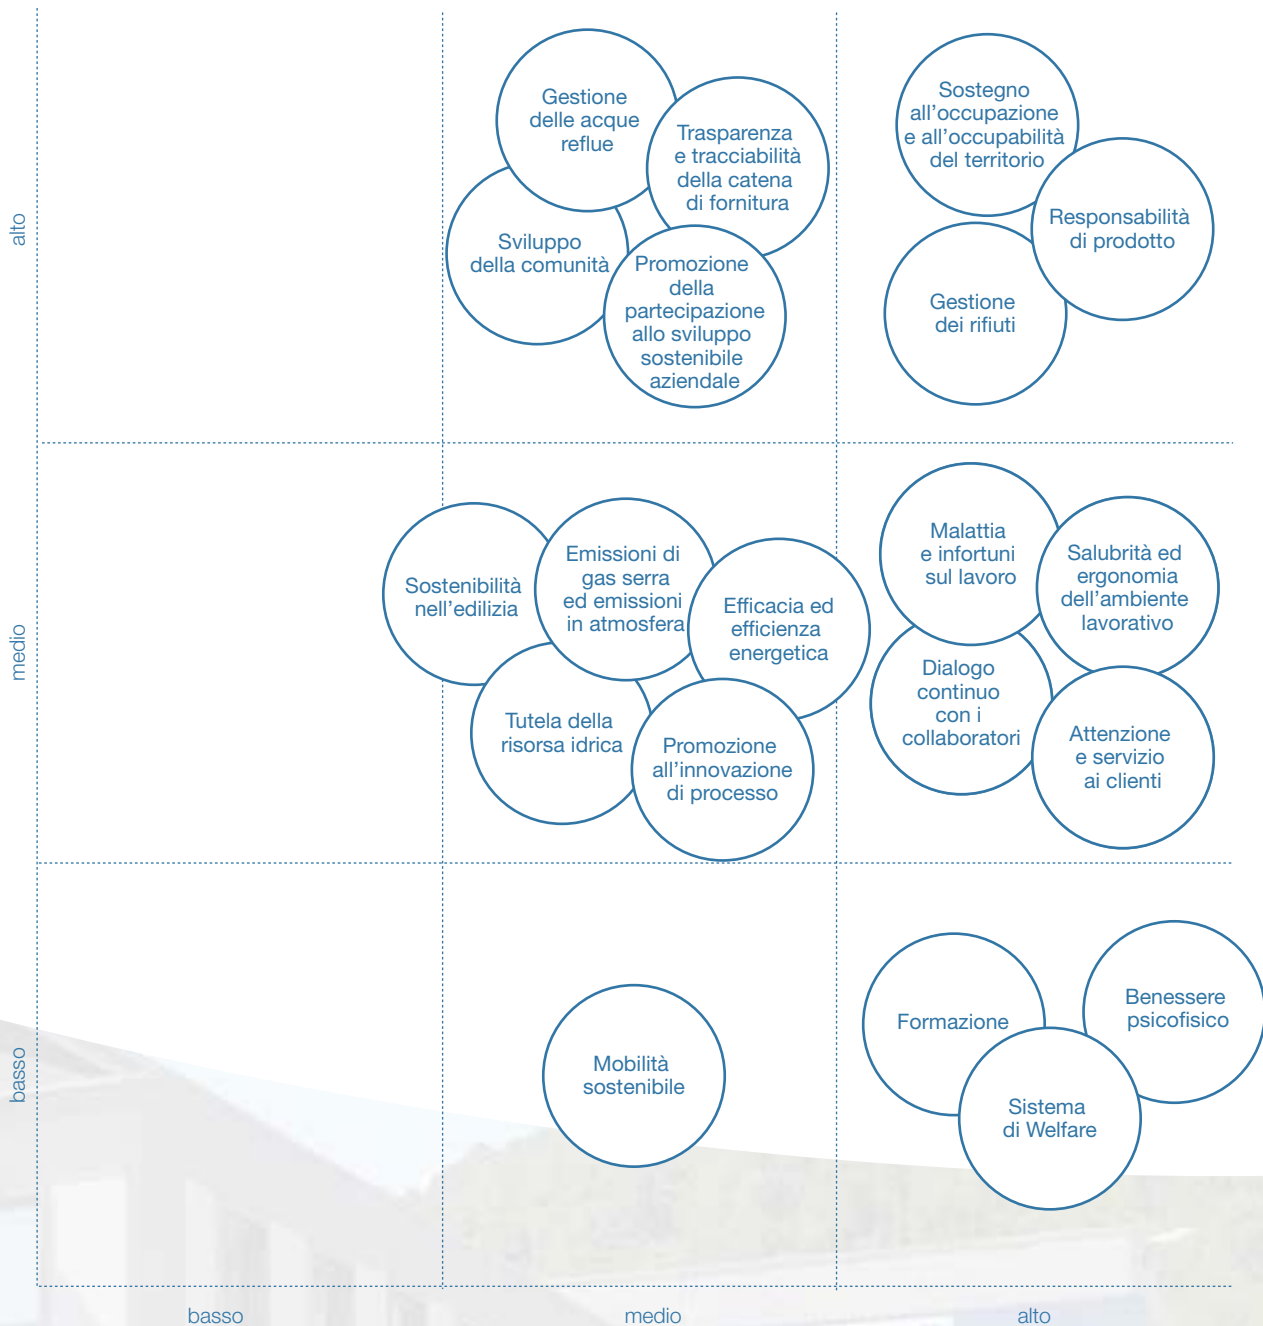 alto
Gestione
delle acque
reflue
Trasparenza
e tracciabilità
della catena
di fornitura
Sviluppo
della comunità
Promozione
della
partecipazione
allo sviluppo
sostenibile
aziendale
Sostegno
all'occupazione
e all'occupabilità
del territorio
Responsabilità
di prodotto
Gestione
dei rifiuti
medio
Sostenibilità
nell'edilizia
Emissioni di
gas serra
ed emissioni
in atmosfera
Efficacia ed
efficienza
energetica
Tutela della
risorsa idrica
Promozione
all'innovazione
di processo
Malattia
e infortuni
sul lavoro
Salubrità ed
ergonomia
dell'ambiente
lavorativo
Dialogo
continuo
con i
collaboratori
Attenzione
e servizio
ai clienti
basso
Mobilità
sostenibile
Formazione
Benessere
psicofisico
Sistema
di Welfare
basso
medio
alto